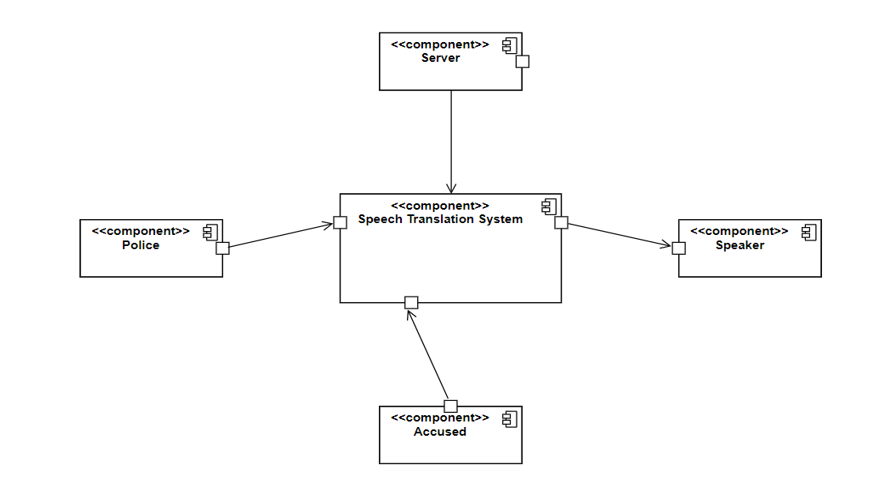 <<component>>
Server
<<component>>
Speech Translation System
<<component>>
Police
<<component>>
Speaker
<<component>>
Accused